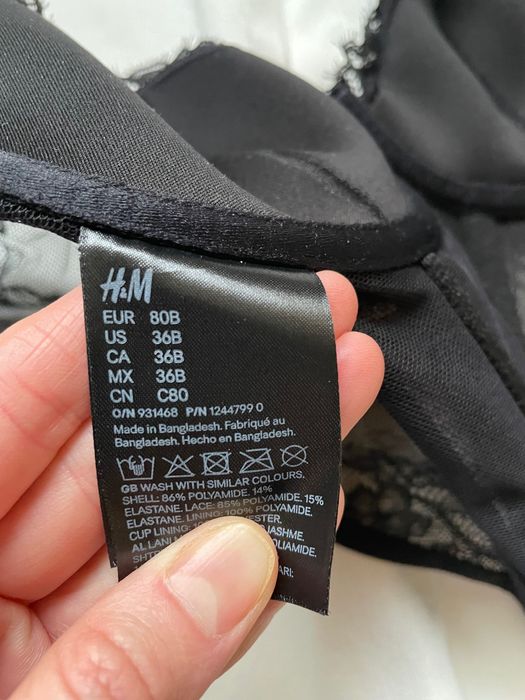 H&M
EUR 80B
US 36B
CA 36B
MX 36B
CN C80
O/N 931468 P/N 1244799 0
Made in Bangladesh. Fabriqué au
Bangladesh. Hecho en Bangladesh.
GB WASH WITH SIMILAR COLOURS.
SHELL: 86% POLYAMIDE. 14%
ELASTANE. LACE: 85% POLYAMIDE. 15%
ELASTANE. LINING: 100% POLYAMIDE.
CUP LINING:
AL LANI